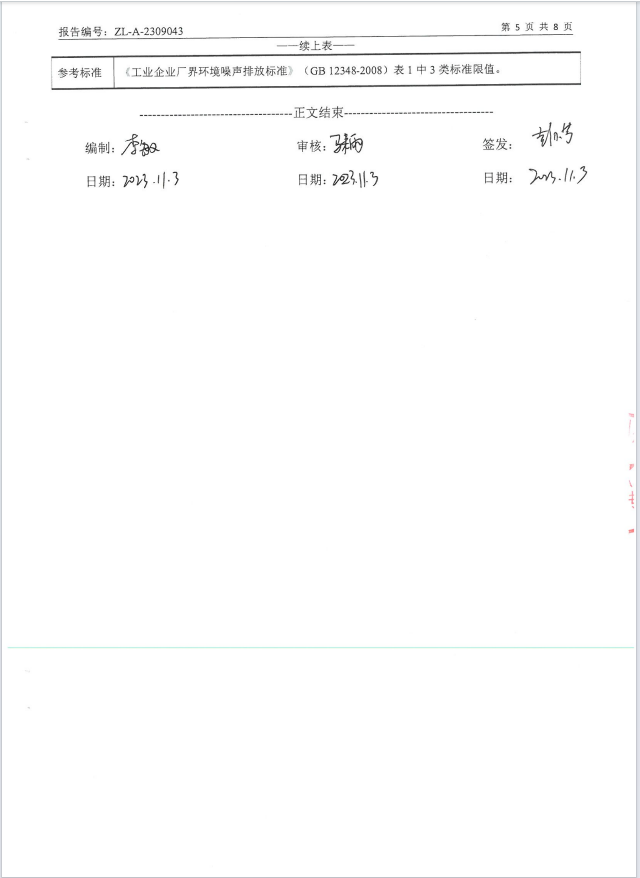 报告编号：ZL-A-2309043
第 5 页 共 8 页
——续上表——
参考标准 《工业企业厂界环境噪声排放标准》（GB 12348-2008）表 1 中 3 类标准限值。
------------------------------------正文结束------------------------------------
编制：李敏 审核： 签发：
日期：2023.11.3 日期：2023.11.3 日期：2023.11.3